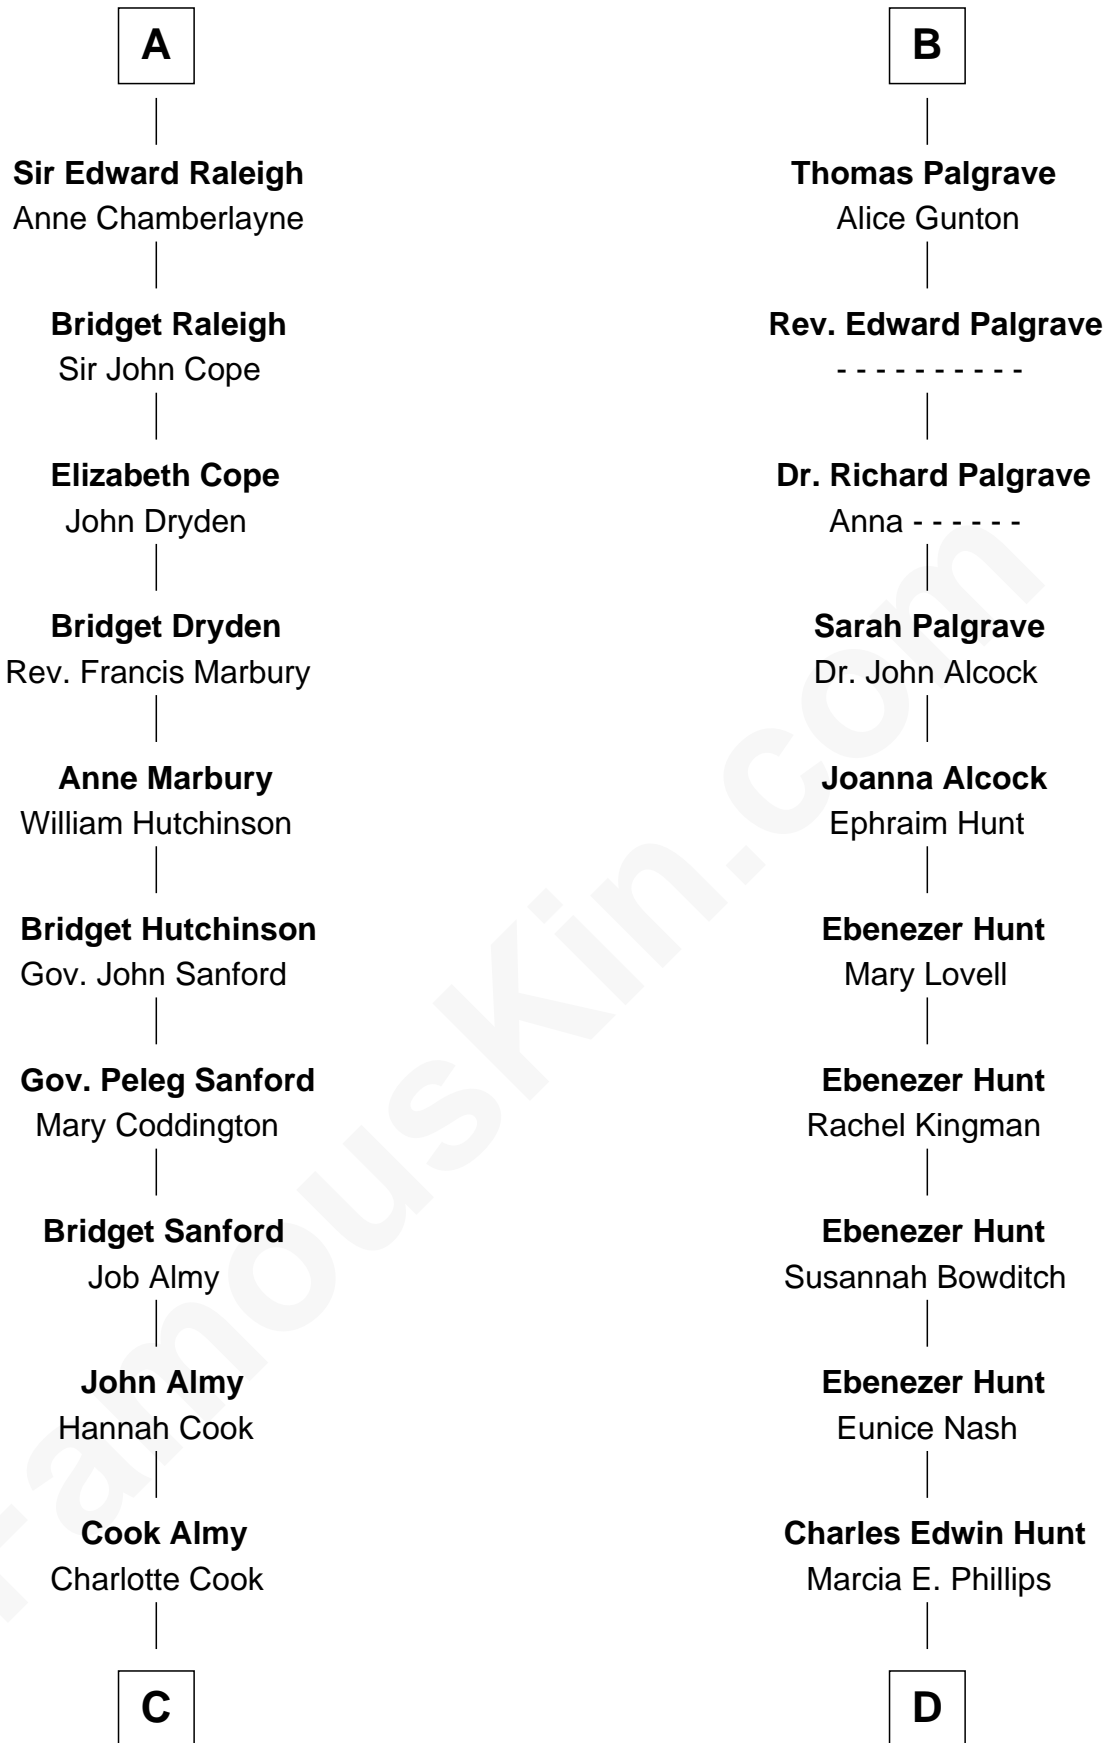 A
Sir Edward Raleigh
Anne Chamberlayne
Bridget Raleigh
Sir John Cope
Elizabeth Cope
John Dryden
Bridget Dryden
Rev. Francis Marbury
Anne Marbury
William Hutchinson
Bridget Hutchinson
Gov. John Sanford
Gov. Peleg Sanford
Mary Coddington
Bridget Sanford
Job Almy
John Almy
Hannah Cook
Cook Almy
Charlotte Cook
C
B
Thomas Palgrave
Alice Gunton
Rev. Edward Palgrave
- - - - - - - - - -
Dr. Richard Palgrave
Anna - - - - - -
Sarah Palgrave
Dr. John Alcock
Joanna Alcock
Ephraim Hunt
Ebenezer Hunt
Mary Lovell
Ebenezer Hunt
Rachel Kingman
Ebenezer Hunt
Susannah Bowditch
Ebenezer Hunt
Eunice Nash
Charles Edwin Hunt
Marcia E. Phillips
D
FamousKin.com